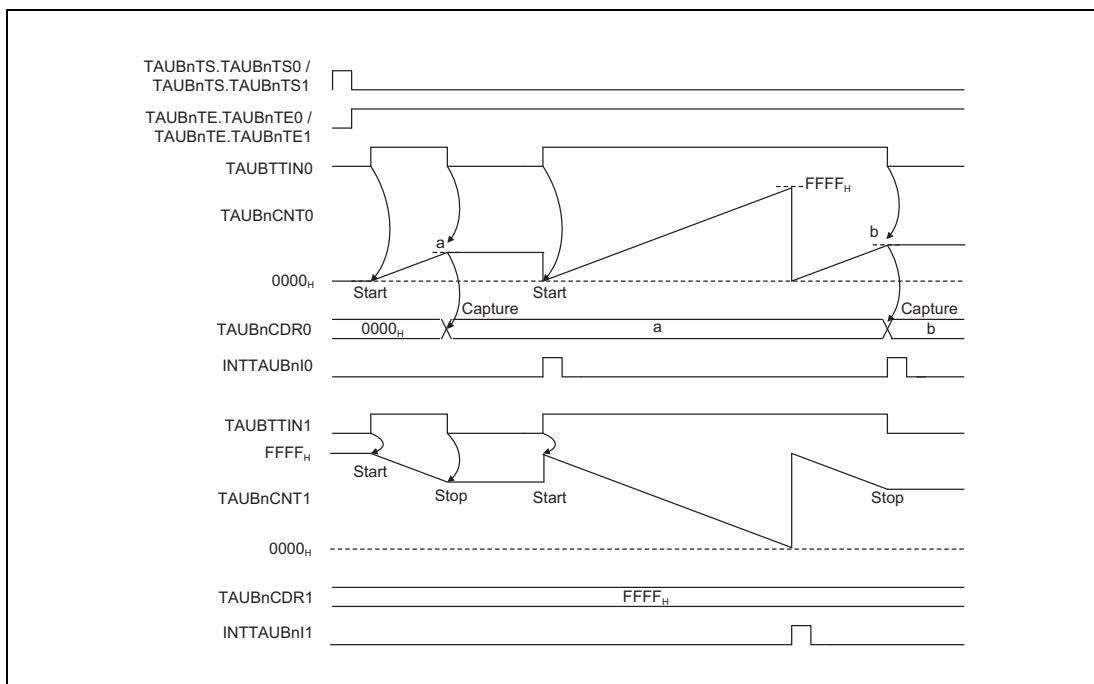 TAUBnTS.TAUBnTS0 /
TAUBnTS.TAUBnTS1
TAUBnTE.TAUBnTE0 /
TAUBnTE.TAUBnTE1
TAUBTTIN0
FFFFH
TAUBnCNT0
a
b
0000H
Start
Start
Capture
Capture
TAUBnCDR0
0000H
a
b
INTTAUBnI0
TAUBTTIN1
FFFFH
Start
TAUBnCNT1
Stop
Start
Stop
0000H
TAUBnCDR1
FFFFH
INTTAUBnI1